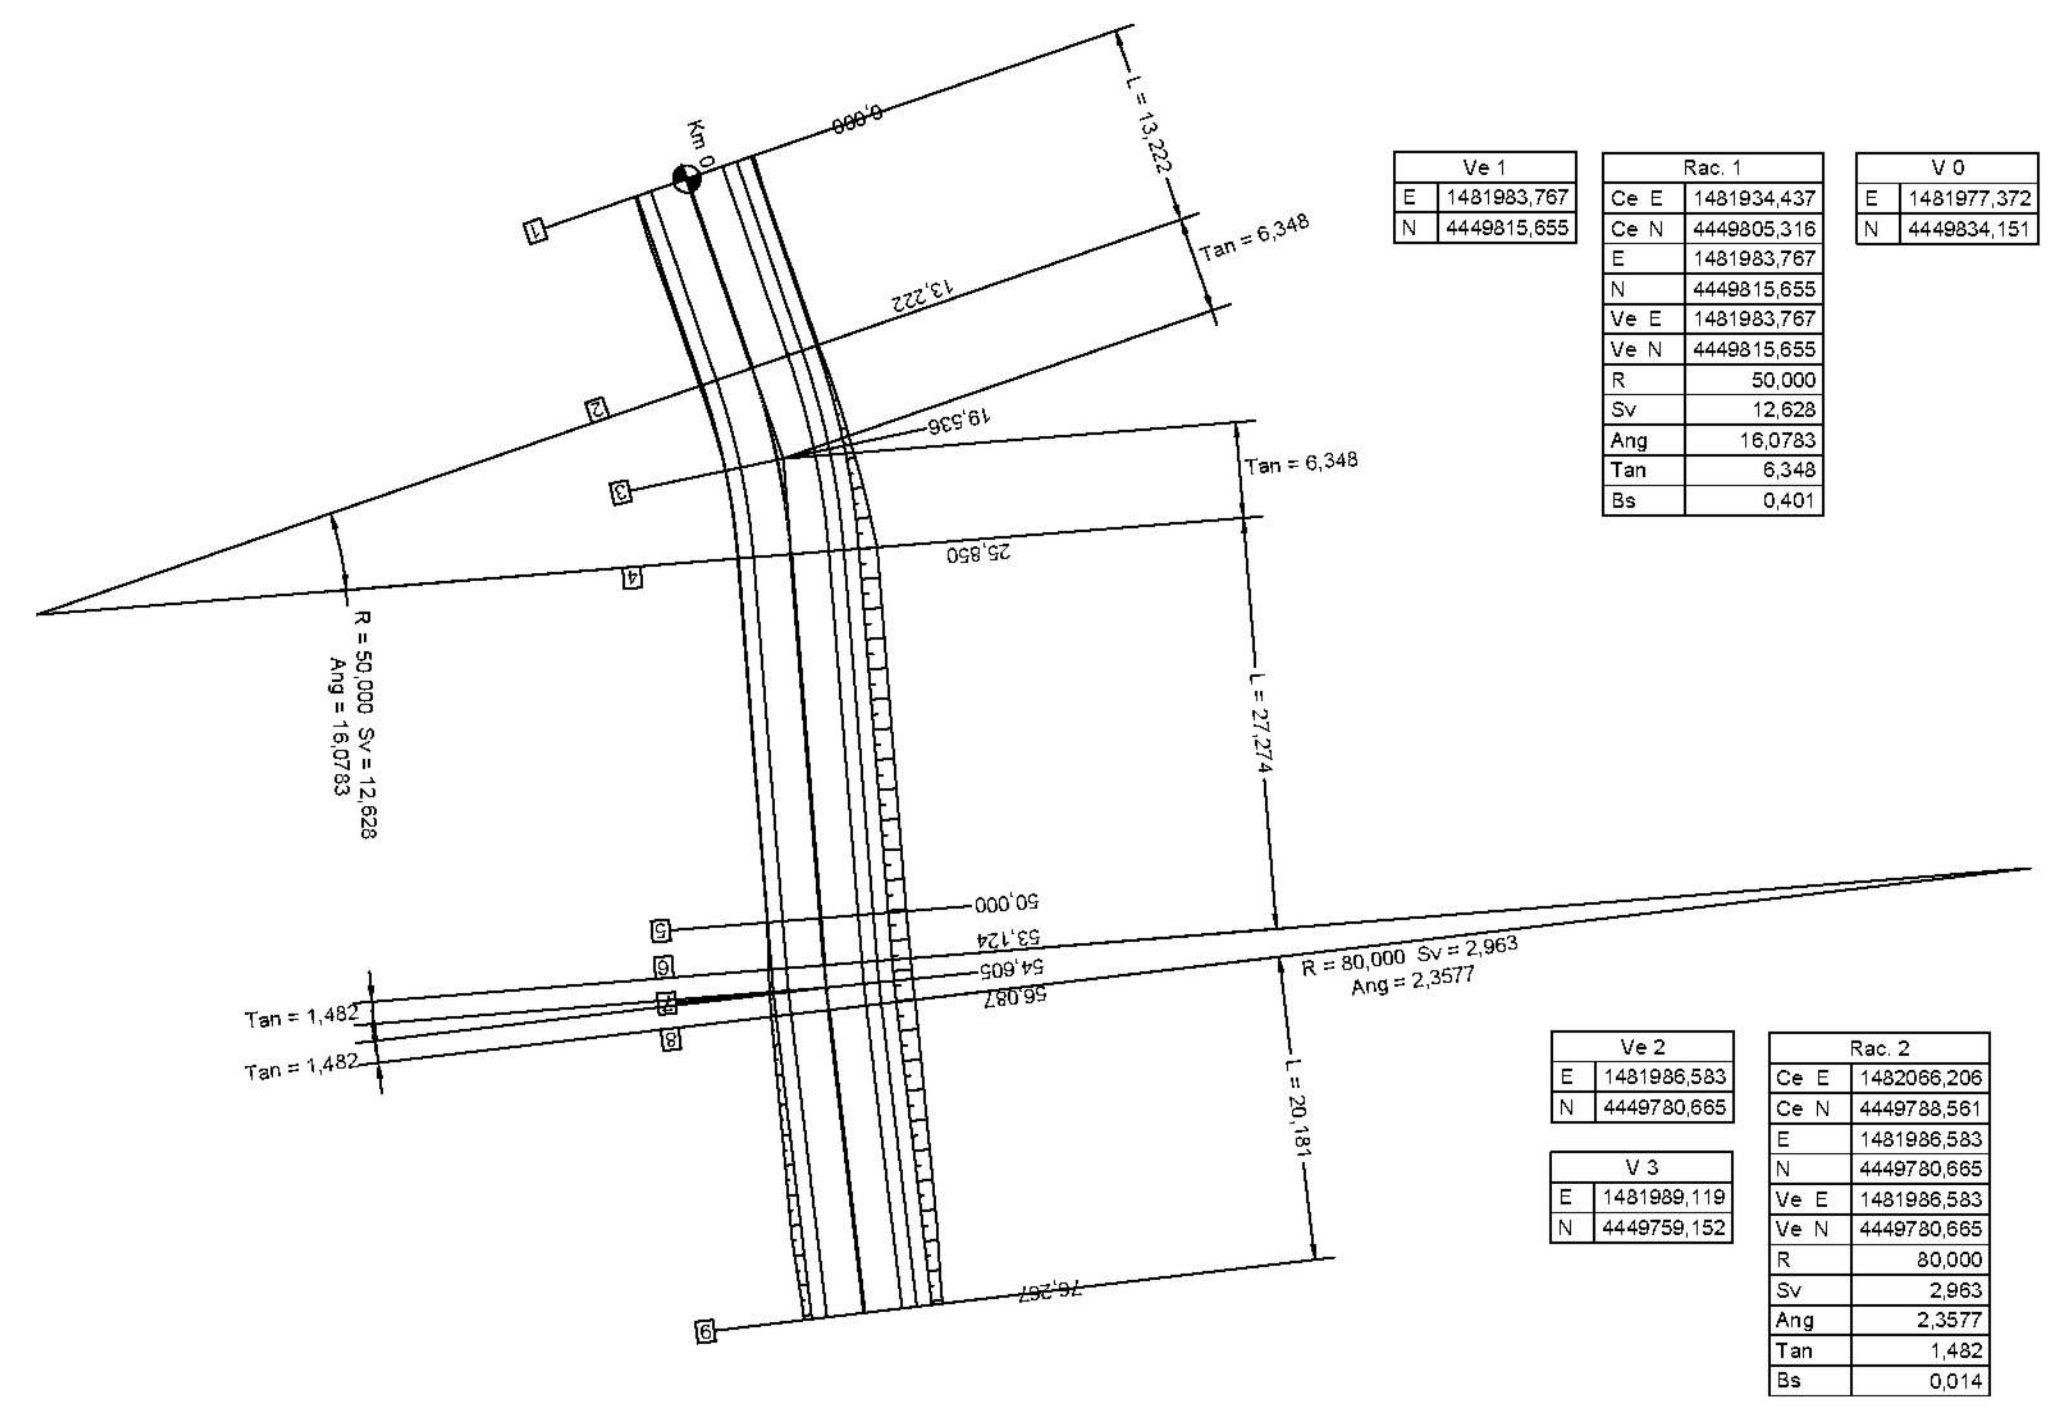 Km 0
0,000
1
L = 13,222
Tan = 6,348
13,222
2
19,536
3
Tan = 6,348
25,850
4
R = 50,000 Sv = 12,628
Ang = 16,0783
L = 27,274
50,000
5
53,124
6
54,605
7
56,087
8
Tan = 1,482
Tan = 1,482
R = 80,000 Sv = 2,963
Ang = 2,3577
L = 20,181
76,267
9
Ve 1
E 1481983,767
N 4449815,655
Rac. 1
Ce E 1481934,437
Ce N 4449805,316
E 1481983,767
N 4449815,655
Ve E 1481983,767
Ve N 4449815,655
R 50,000
Sv 12,628
Ang 16,0783
Tan 6,348
Bs 0,401
V 0
E 1481977,372
N 4449834,151
Ve 2
E 1481986,583
N 4449780,665
V 3
E 1481989,119
N 4449759,152
Rac. 2
Ce E 1482066,206
Ce N 4449788,561
E 1481986,583
N 4449780,665
Ve E 1481986,583
Ve N 4449780,665
R 80,000
Sv 2,963
Ang 2,3577
Tan 1,482
Bs 0,014